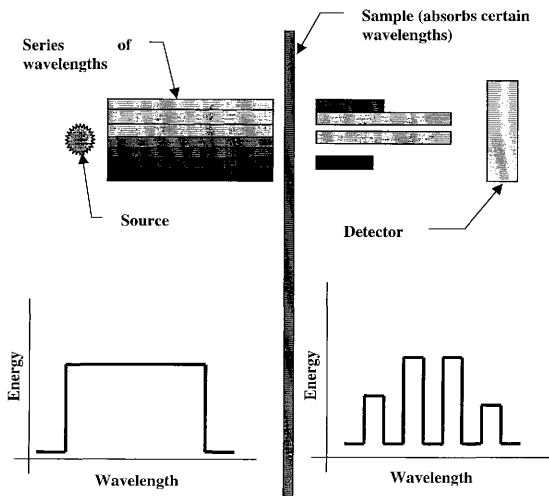 Series of
wavelengths
Sample (absorbs certain
wavelengths)
Source
Detector
Energy
Wavelength
Energy
Wavelength